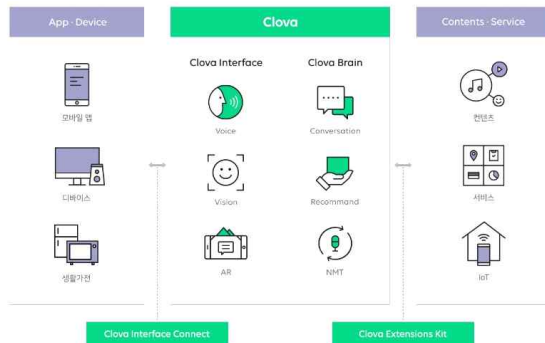 App · Device
Clova
Contents · Service
Clova Interface
Clova Brain
모바일 앱
Voice
Conversation
컨텐츠
디바이스
Vision
Recommand
서비스
생활가전
AR
NMT
IoT
Clova Interface Connect
Clova Extensions Kit